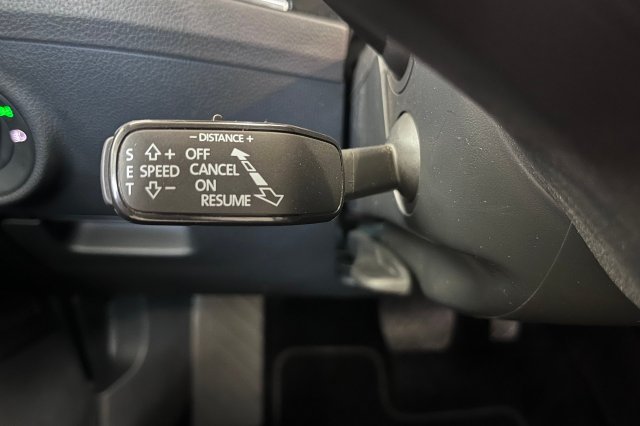 - DISTANCE +
S E T
+
SPEED
-
OFF
CANCEL
ON
RESUME